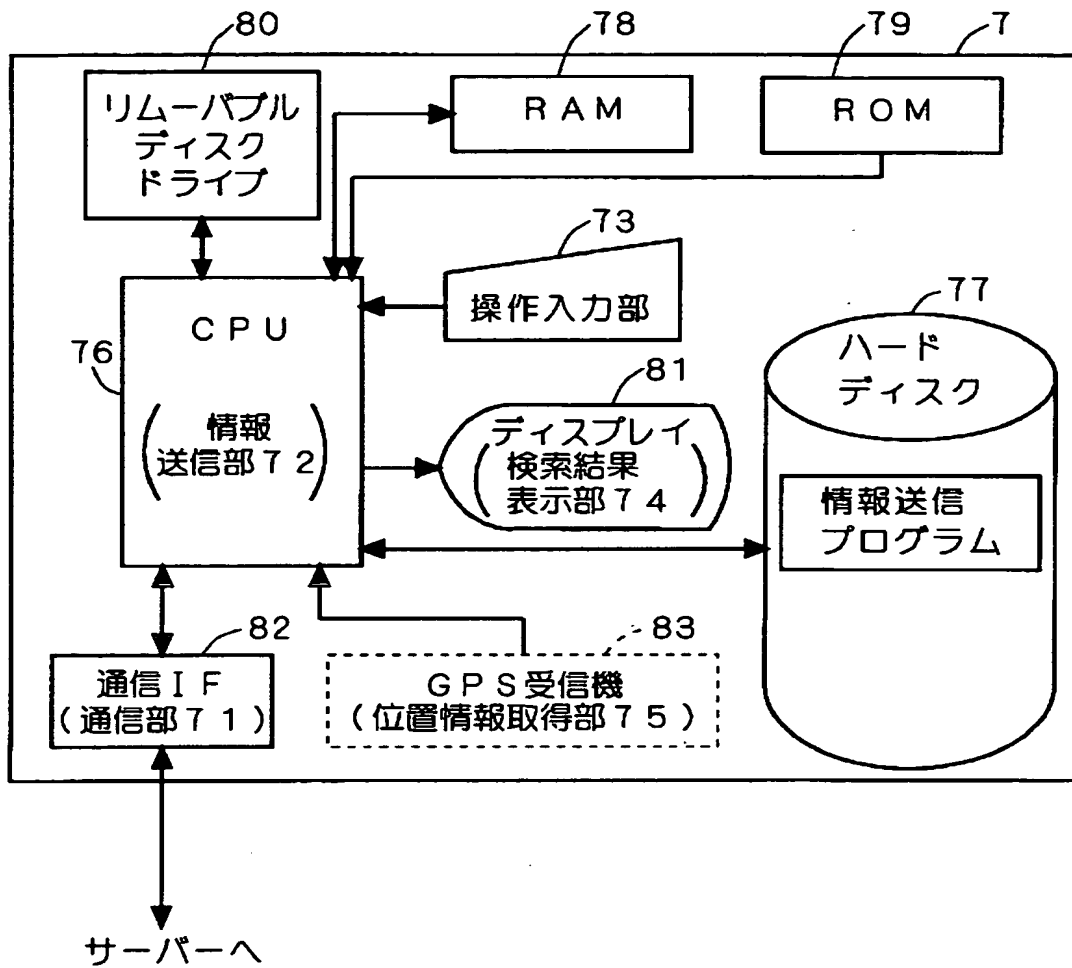 80
78
79
7
リムーバブル
ディスク
ドライブ
RAM
ROM
73
操作入力部
77
ハード
ディスク
76
CPU
情報
送信部72
81
ディスプレイ
検索結果
表示部74
情報送信
プログラム
82
通信IF
(通信部71)
83
GPS受信機
(位置情報取得部75)
サーバーへ